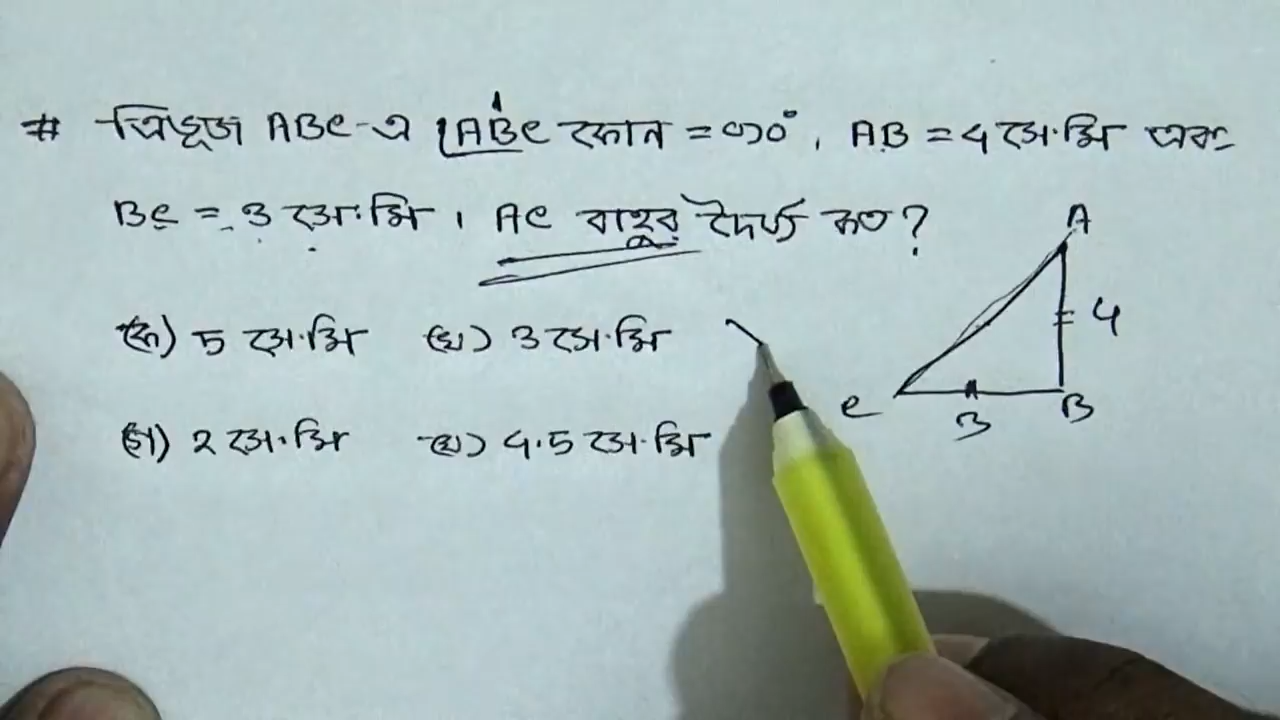 # ত্রিভূজ ABC-এ ∠ABC কোন = ৯০°, AB = 4 সে.মি এবং
BC = 3 সে.মি। AC বাহুর দৈর্ঘ্য কত?
A
(ক) 5 সে.মি (খ) 3 সে.মি
4
C B
3
(গ) 2 সে.মি (ঘ) 4.5 সে.মি